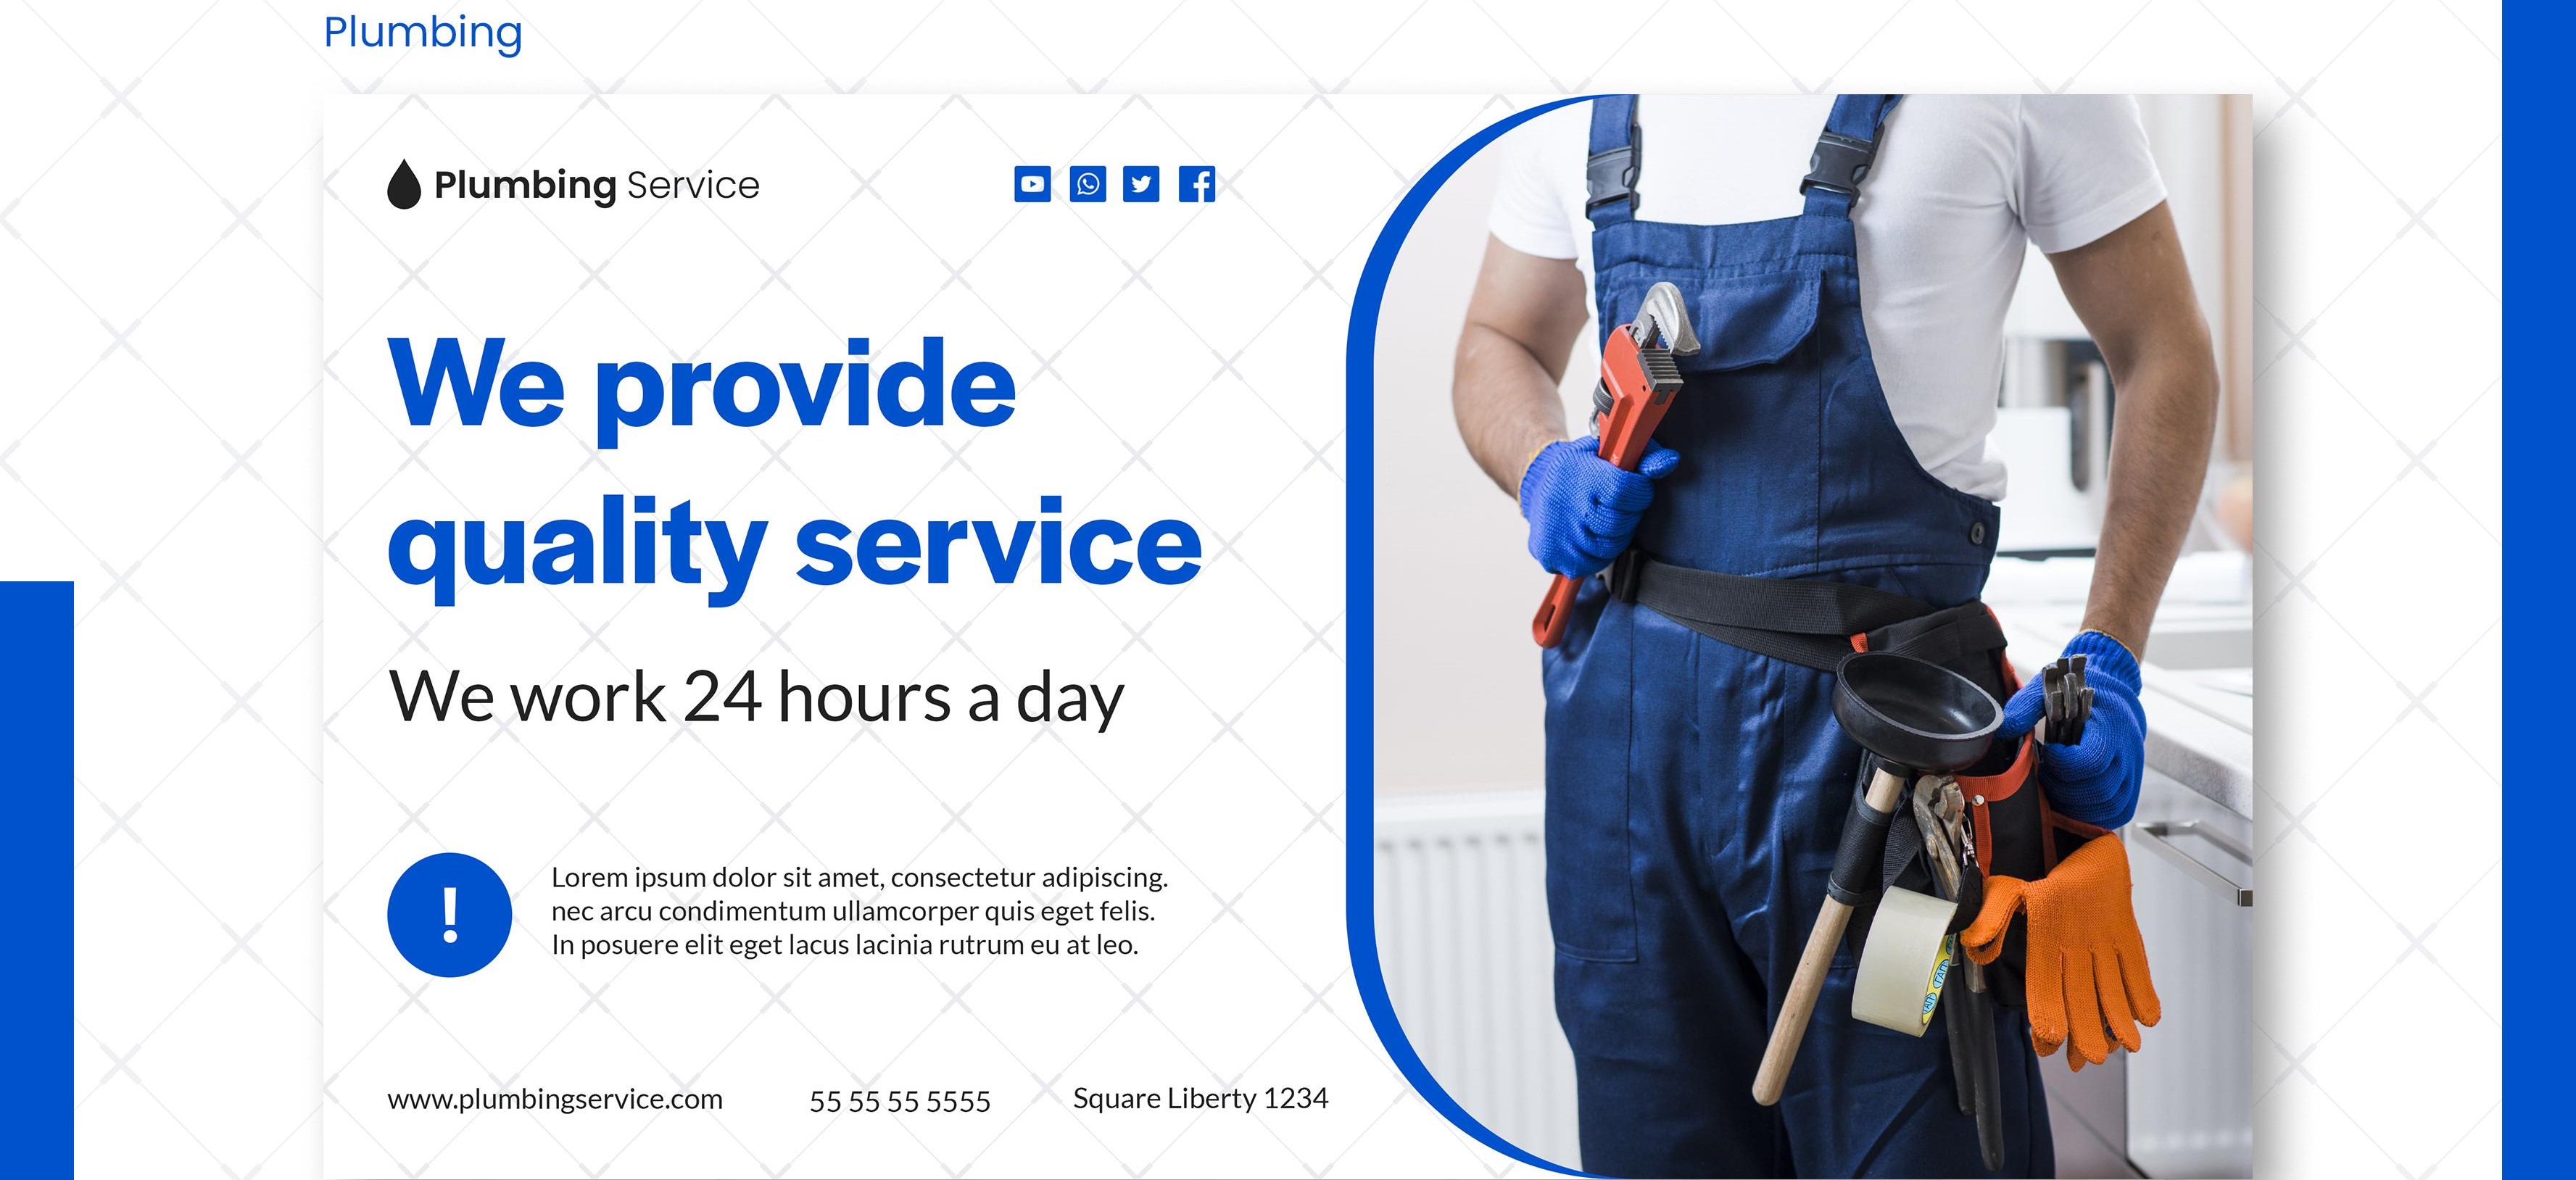 Plumbing
Plumbing Service
We provide
quality service
We work 24 hours a day
!
Lorem ipsum dolor sit amet, consectetur adipiscing.
nec arcu condimentum ullamcorper quis eget felis.
In posuere elit eget lacus lacinia rutrum eu at leo.
www.plumbingservice.com
55 55 55 5555
Square Liberty 1234